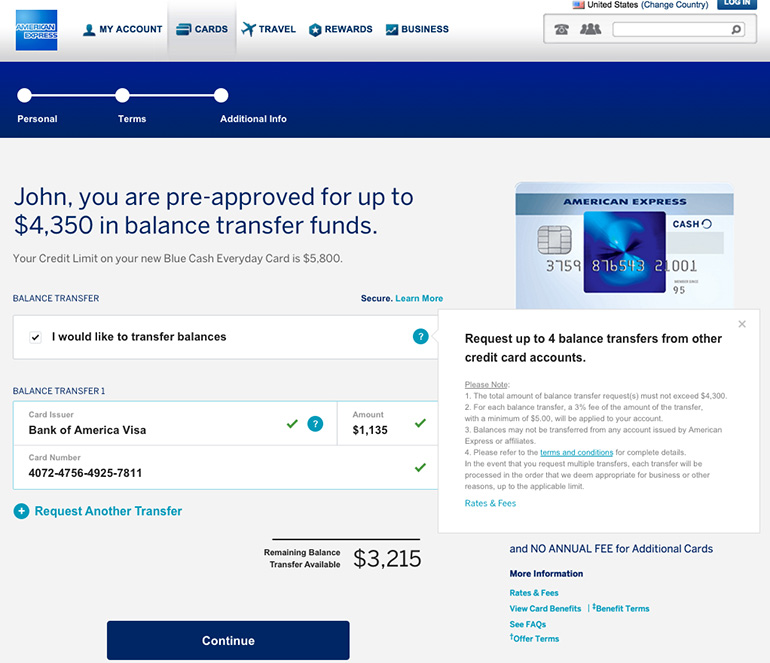 United States (Change Country)
LOG IN
AMERICAN EXPRESS
MY ACCOUNT
CARDS
TRAVEL
REWARDS
BUSINESS
Personal
Terms
Additional Info
John, you are pre-approved for up to
$4,350 in balance transfer funds.
Your Credit Limit on your new Blue Cash Everyday Card is $5,800.
BALANCE TRANSFER
Secure. Learn More
I would like to transfer balances
?
BALANCE TRANSFER 1
Card Issuer
Bank of America Visa
?
Amount
$1,135
Card Number
4072-4756-4925-7811
+ Request Another Transfer
Remaining Balance
Transfer Available
$3,215
Continue
AMERICAN EXPRESS
CASH
3759 876543 21001
MEMBER SINCE
95
Request up to 4 balance transfers from other
credit card accounts.
Please Note:
1. The total amount of balance transfer request(s) must not exceed $4,300.
2. For each balance transfer, a 3% fee of the amount of the transfer,
with a minimum of $5.00, will be applied to your account.
3. Balances may not be transferred from any account issued by American
Express or affiliates.
4. Please refer to the terms and conditions for complete details.
In the event that you request multiple transfers, each transfer will be
processed in the order that we deem appropriate for business or other
reasons, up to the applicable limit.
Rates & Fees
and NO ANNUAL FEE for Additional Cards
More Information
Rates & Fees
View Card Benefits | ‡Benefit Terms
See FAQs
†Offer Terms